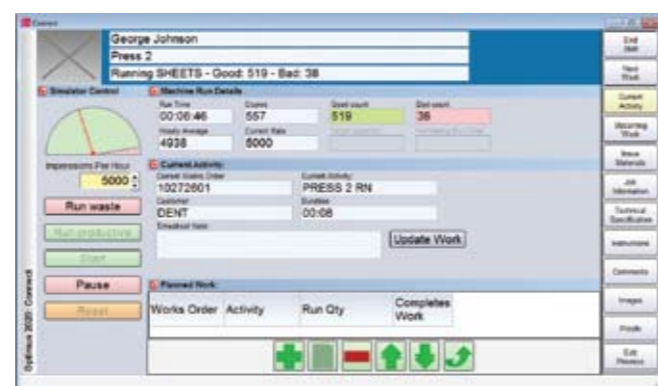 Connect
George Johnson
Press 2
Running SHEETS - Good: 519 - Bad: 38
Simulator Control
Machine Run Details
Run Time
Copies
Good count
Bad count
00:06:46
557
519
38
Hourly Average
Current Rate
4938
5000
Impressions Per Hour
5000
Run waste
Run productive
Start
Pause
Reset
Current Activity:
Current Works Order
Current Activity:
10272601
PRESS 2 RN
Customer
Duration
DENT
00:08
Update Work
Planned Work:
Works Order
Activity
Run Qty
Completes Work
Optimus 2020 : Connect
End Shift
Next Work
Current Activity
Upcoming Work
Issue Materials
Job Information
Technical Specification
Instructions
Comments
Images
Proofs